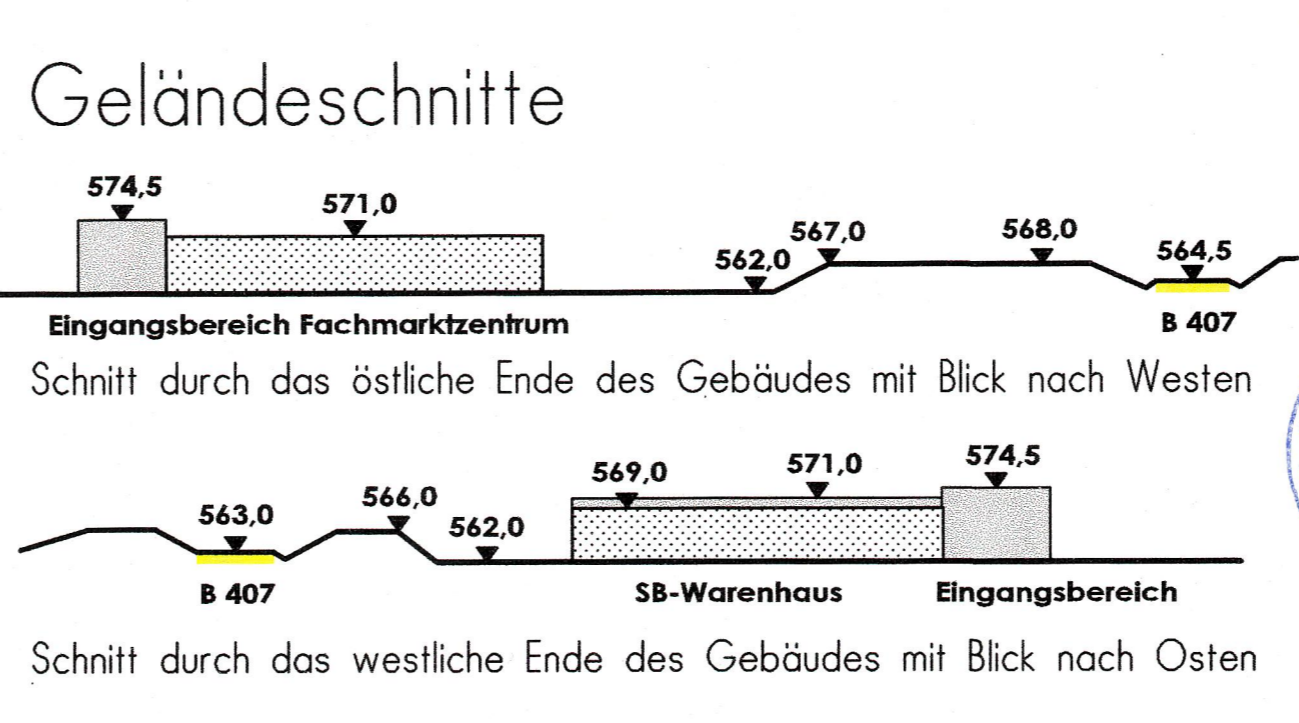 Geländeschnitte
574,5
571,0
562,0
567,0
568,0
564,5
Eingangsbereich Fachmarktzentrum
B 407
Schnitt durch das östliche Ende des Gebäudes mit Blick nach Westen
563,0
566,0
562,0
569,0
571,0
574,5
B 407
SB-Warenhaus
Eingangsbereich
Schnitt durch das westliche Ende des Gebäudes mit Blick nach Osten